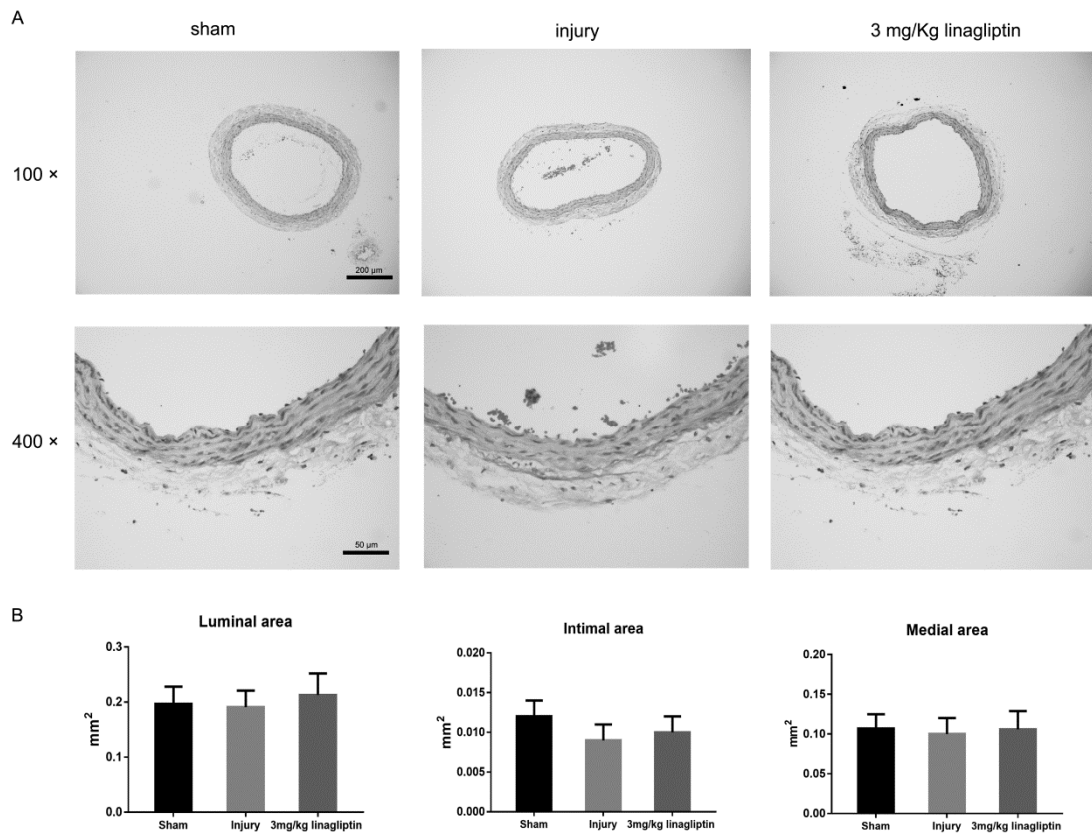 A
sham
injury
3 mg/Kg linagliptin
100 ×
200 µm
400 ×
50 µm
B
Luminal area
mm²
0.3
0.2
0.1
0.0
Sham
Injury
3mg/kg linagliptin
Intimal area
mm²
0.020
0.015
0.010
0.005
0.000
Sham
Injury
3mg/kg linagliptin
Medial area
mm²
0.20
0.15
0.10
0.05
0.00
Sham
Injury
3mg/kg linagliptin